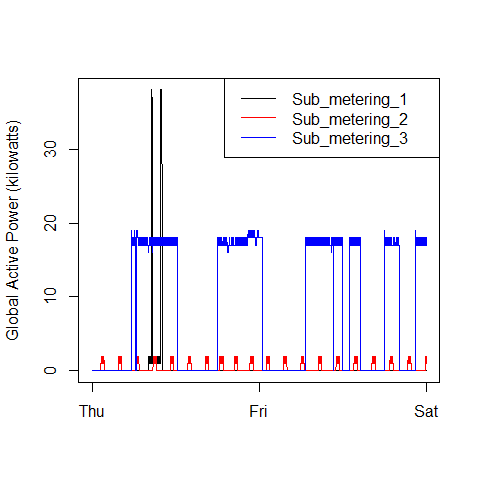 Sub_metering_1
Sub_metering_2
Sub_metering_3
Global Active Power (kilowatts)
30
20
10
0
Thu Fri Sat